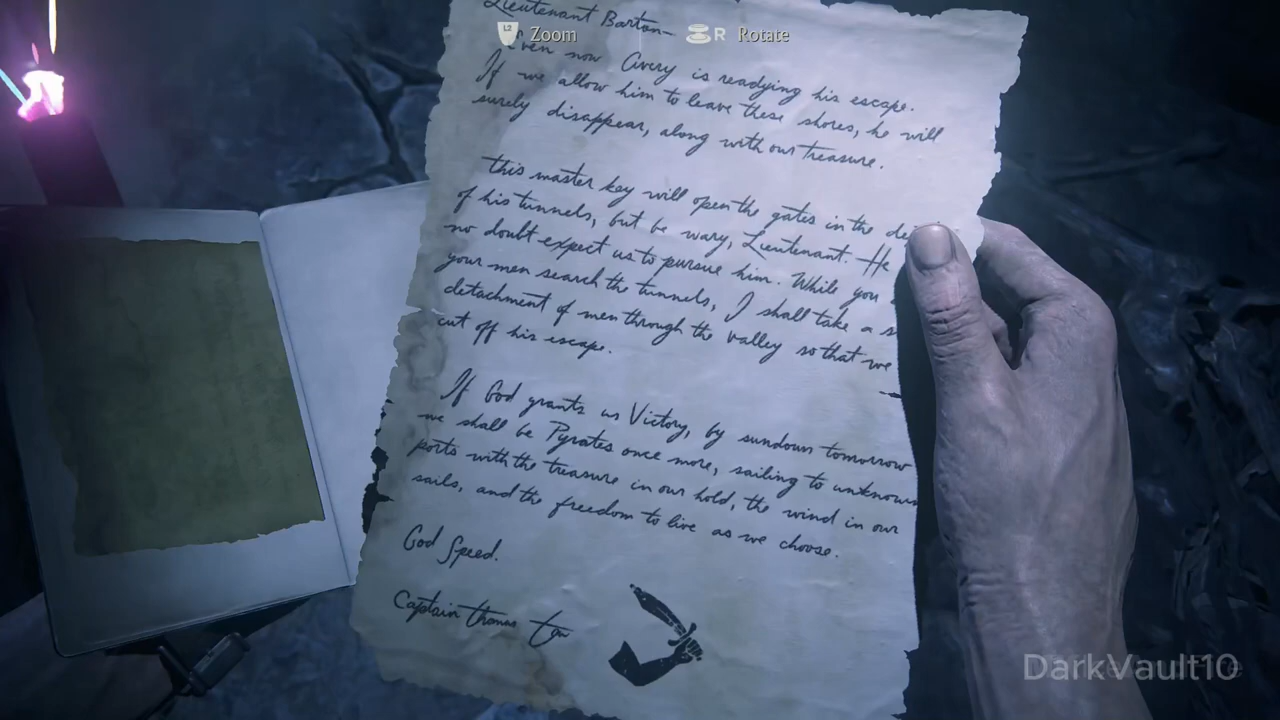 Lieutenant Barton—
L2 Zoom R Rotate
Even now Avery is readying his escape.
If we allow him to leave these shores, he will
surely disappear, along with our treasure.
this master key will open the gates in the
of his tunnels, but be wary, Lieutenant. He
no doubt expect us to pursue him. While you
your men search the tunnels, I shall take a
detachment of men through the valley so that we
cut off his escape.
If God grants us Victory, by sundown tomorrow
we shall be Pyrates once more, sailing to unknown
ports with the treasure in our hold, the wind in our
sails, and the freedom to live as we choose.
God Speed.
Captain Thomas Tew
DarkVault10